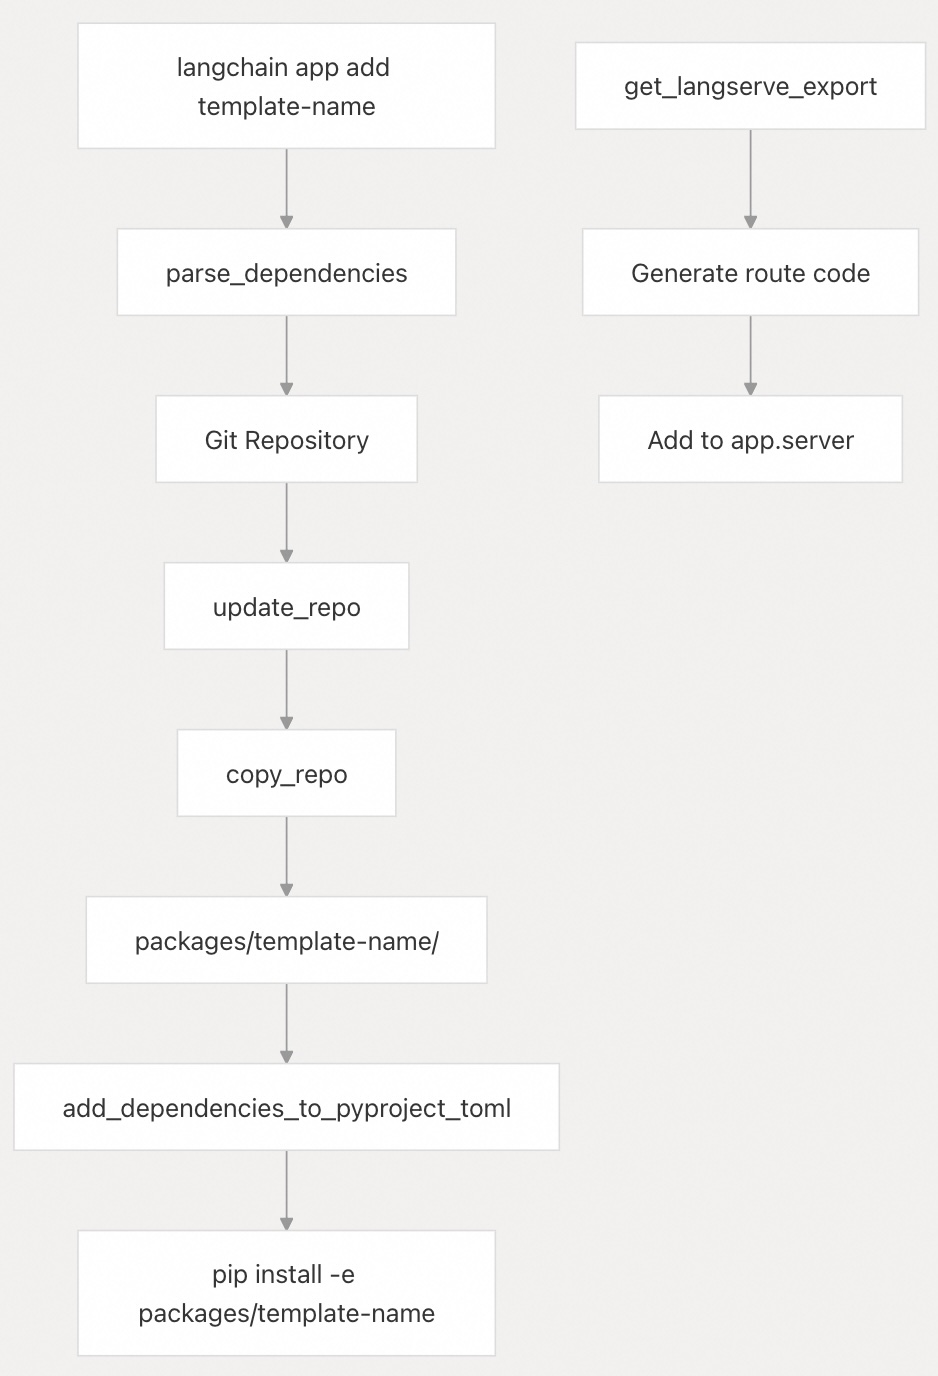 langchain app add
template-name
parse_dependencies
Git Repository
update_repo
copy_repo
packages/template-name/
add_dependencies_to_pyproject_toml
pip install -e
packages/template-name
get_langserve_export
Generate route code
Add to app.server